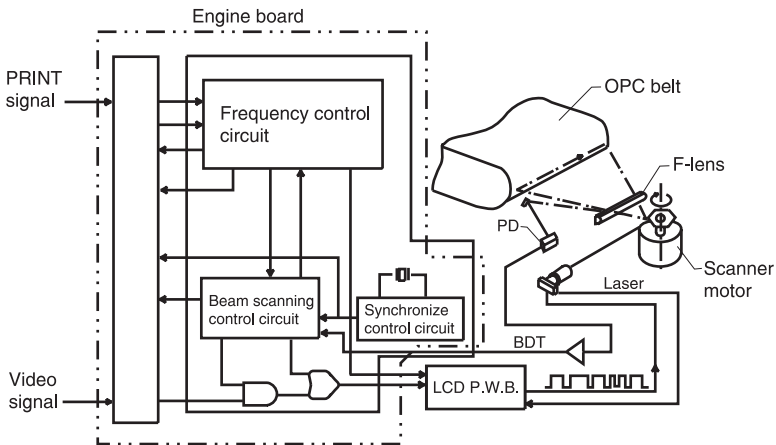 Engine board
PRINT
signal
Frequency control
circuit
OPC belt
F-lens
PD
Scanner
motor
Beam scanning
control circuit
Synchronize
control circuit
Laser
BDT
Video
signal
LCD P.W.B.